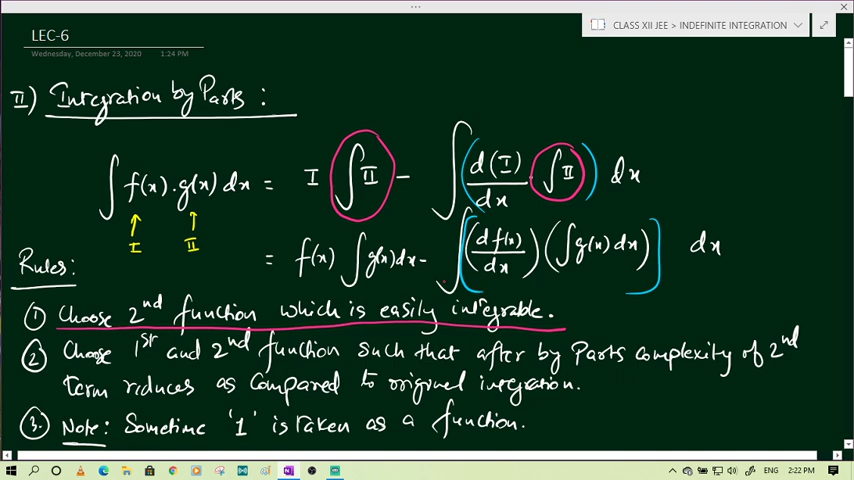 LEC-6
CLASS XII JEE > INDEFINITE INTEGRATION
Wednesday, December 23, 2020 1:24 PM
II) Integration by Parts :
∫ f(x) . g(x) dx = I ∫ II - ∫ ( d(I)/dx . ∫ II ) dx
I II
= f(x) ∫ g(x) dx - ∫ [ ( d f(x)/dx ) ( ∫ g(x) dx ) ] dx
Rules:
① Choose 2nd function which is easily integrable.
② Choose 1st and 2nd function such that after by Parts complexity of 2nd
term reduces as compared to original integration.
③. Note: Sometime '1' is taken as a function.
ENG 2:22 PM